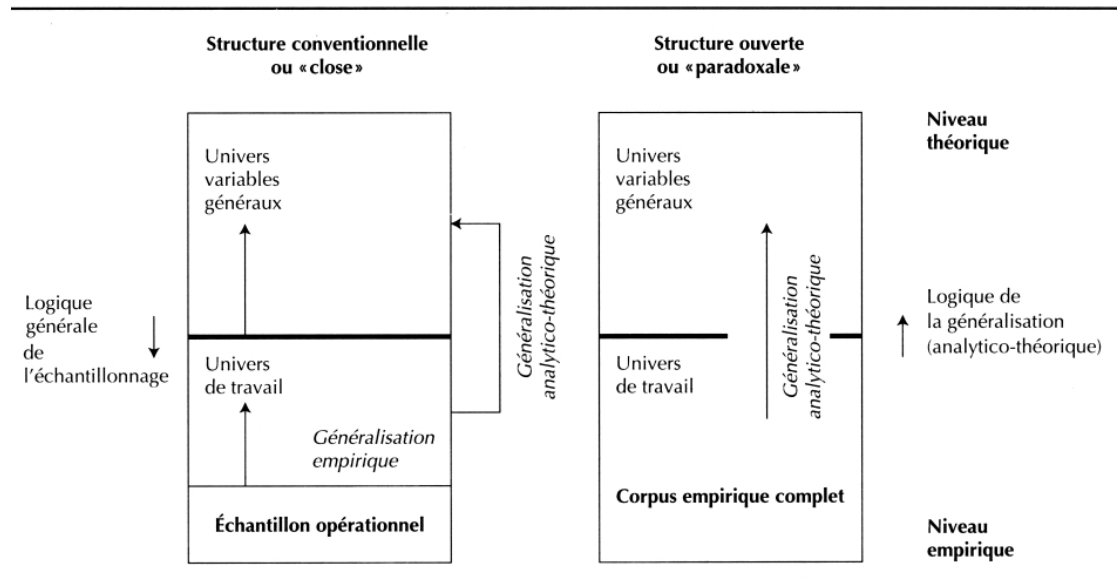 Structure conventionnelle
ou « close »
Structure ouverte
ou « paradoxale »
Niveau
théorique
Univers
variables
généraux
Univers
variables
généraux
Généralisation
analytico-théorique
Généralisation
analytico-théorique
Logique
générale
de
l'échantillonnage
Logique de
la généralisation
(analytico-théorique)
Univers
de travail
Univers
de travail
Généralisation
empirique
Échantillon opérationnel
Corpus empirique complet
Niveau
empirique